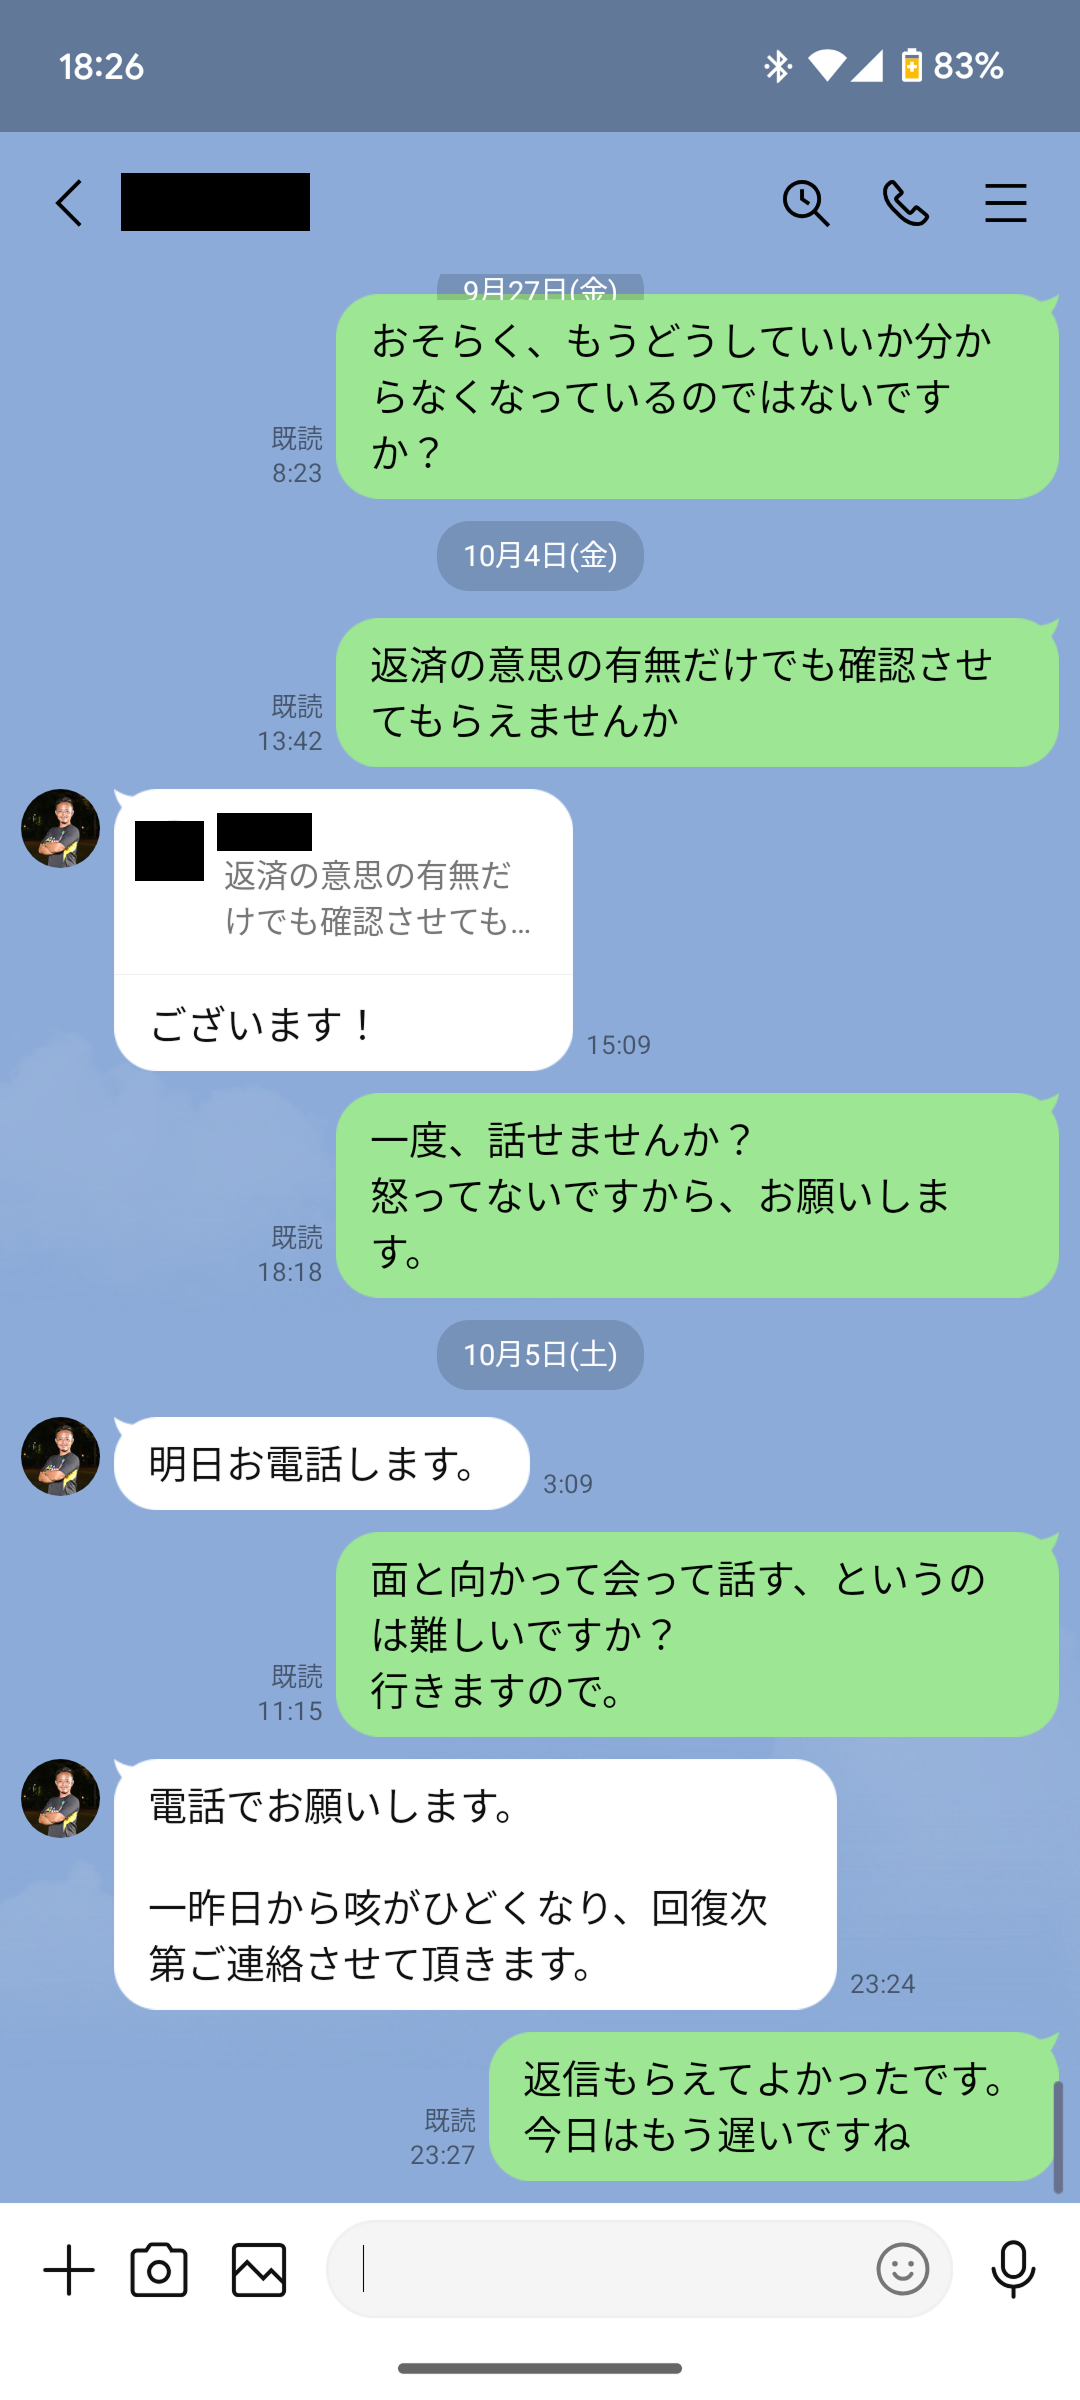 18:26
83%
9月27日(金)
おそらく、もうどうしていいか分か
らなくなっているのではないです
か？
既読
8:23
10月4日(金)
返済の意思の有無だけでも確認させ
てもらえませんか
既読
13:42
返済の意思の有無だ
けでも確認させても...
ございます！
15:09
一度、話せませんか？
怒ってないですから、お願いしま
す。
既読
18:18
10月5日(土)
明日お電話します。
3:09
面と向かって会って話す、というの
は難しいですか？
行きますので。
既読
11:15
電話でお願いします。
一昨日から咳がひどくなり、回復次
第ご連絡させて頂きます。
23:24
返信もらえてよかったです。
今日はもう遅いですね
既読
23:27